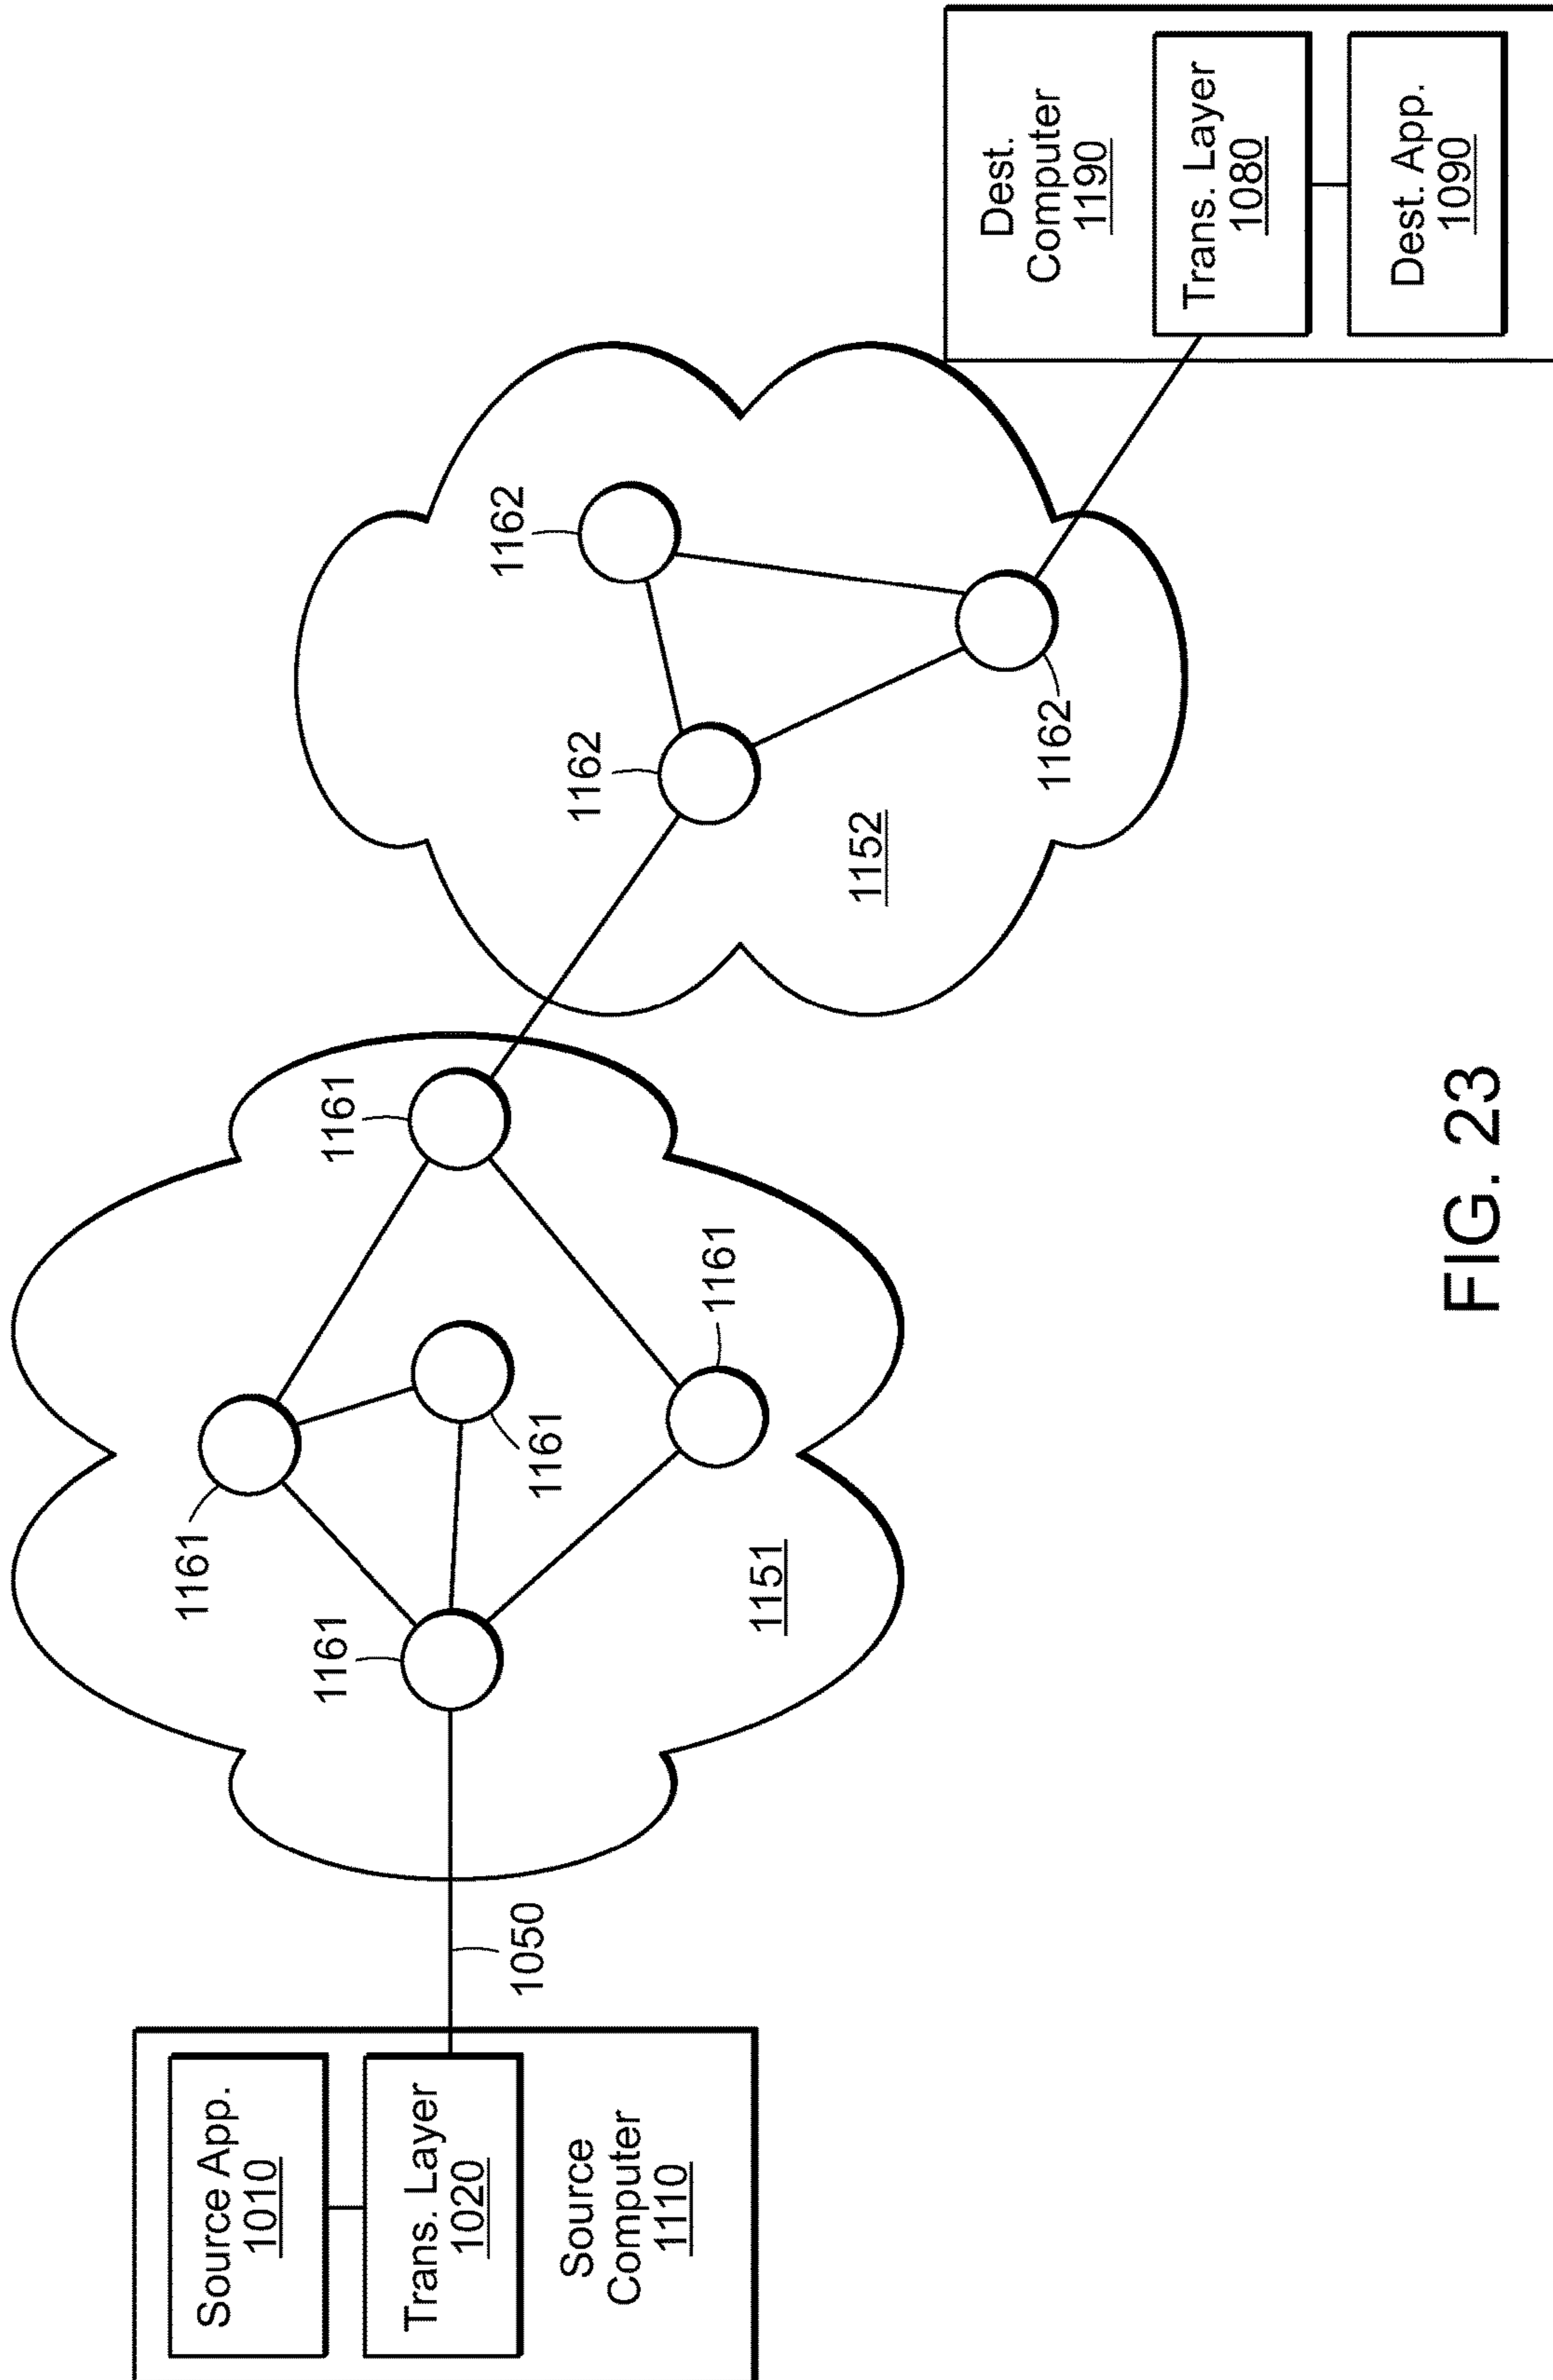 Source App.
1010
Trans. Layer
1020
Source
Computer
1110
1050
1161
1161
1161
1161
1161
1151
1162
1162
1162
1152
Dest.
Computer
1190
Trans. Layer
1080
Dest. App.
1090
FIG. 23